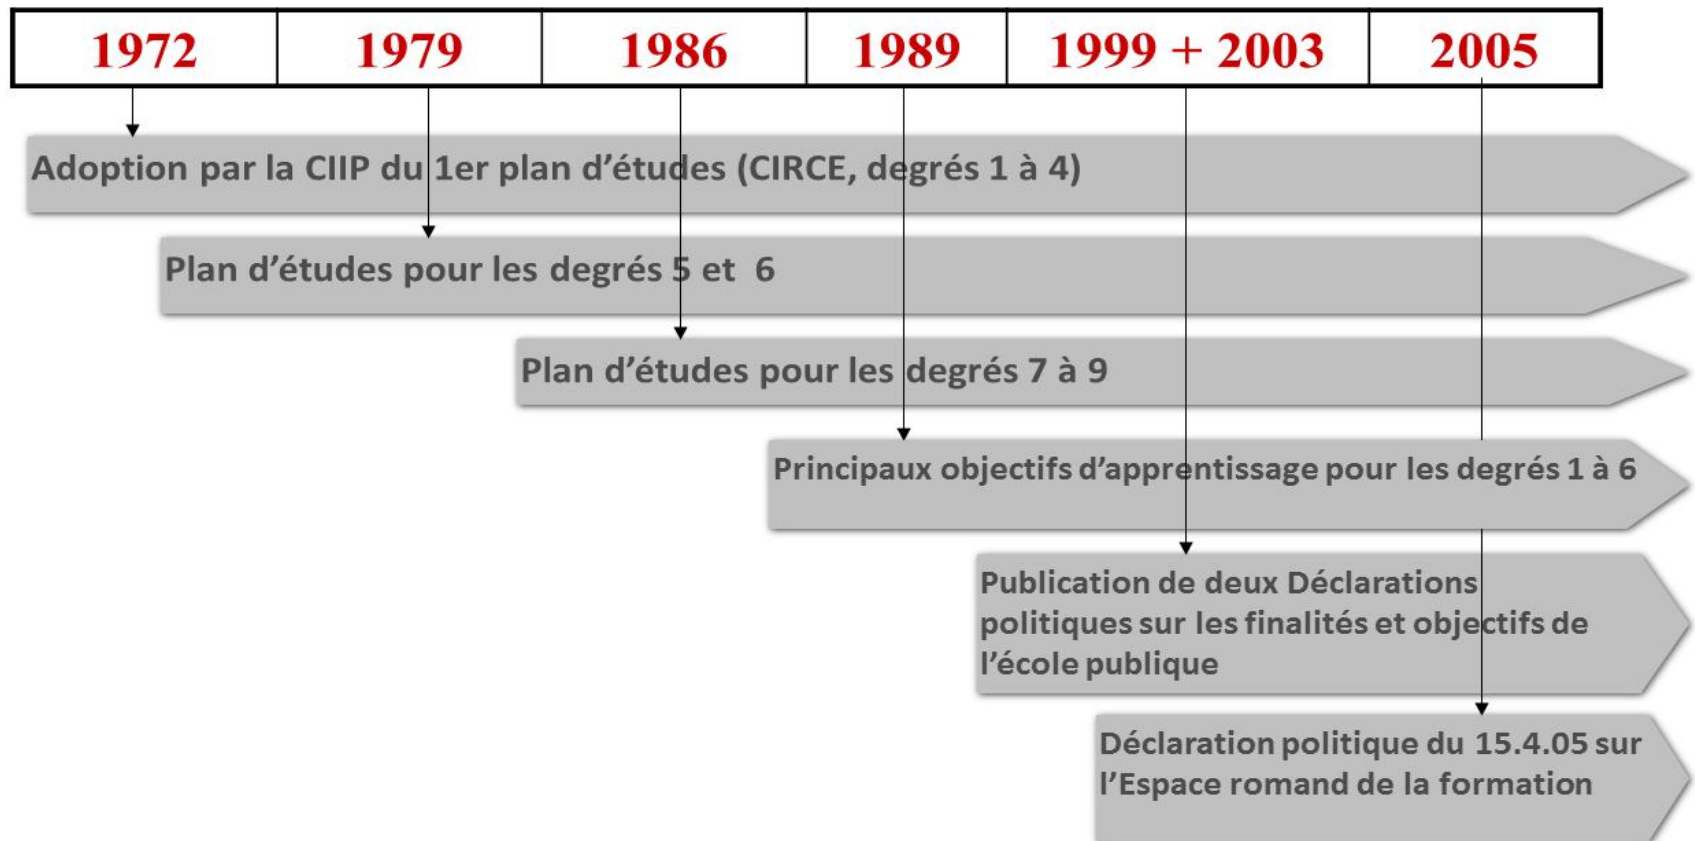 1972 1979 1986 1989 1999 + 2003 2005
Adoption par la CIIP du 1er plan d’études (CIRCE, degrés 1 à 4)
Plan d’études pour les degrés 5 et 6
Plan d’études pour les degrés 7 à 9
Principaux objectifs d’apprentissage pour les degrés 1 à 6
Publication de deux Déclarations
politiques sur les finalités et objectifs de
l’école publique
Déclaration politique du 15.4.05 sur
l’Espace romand de la formation